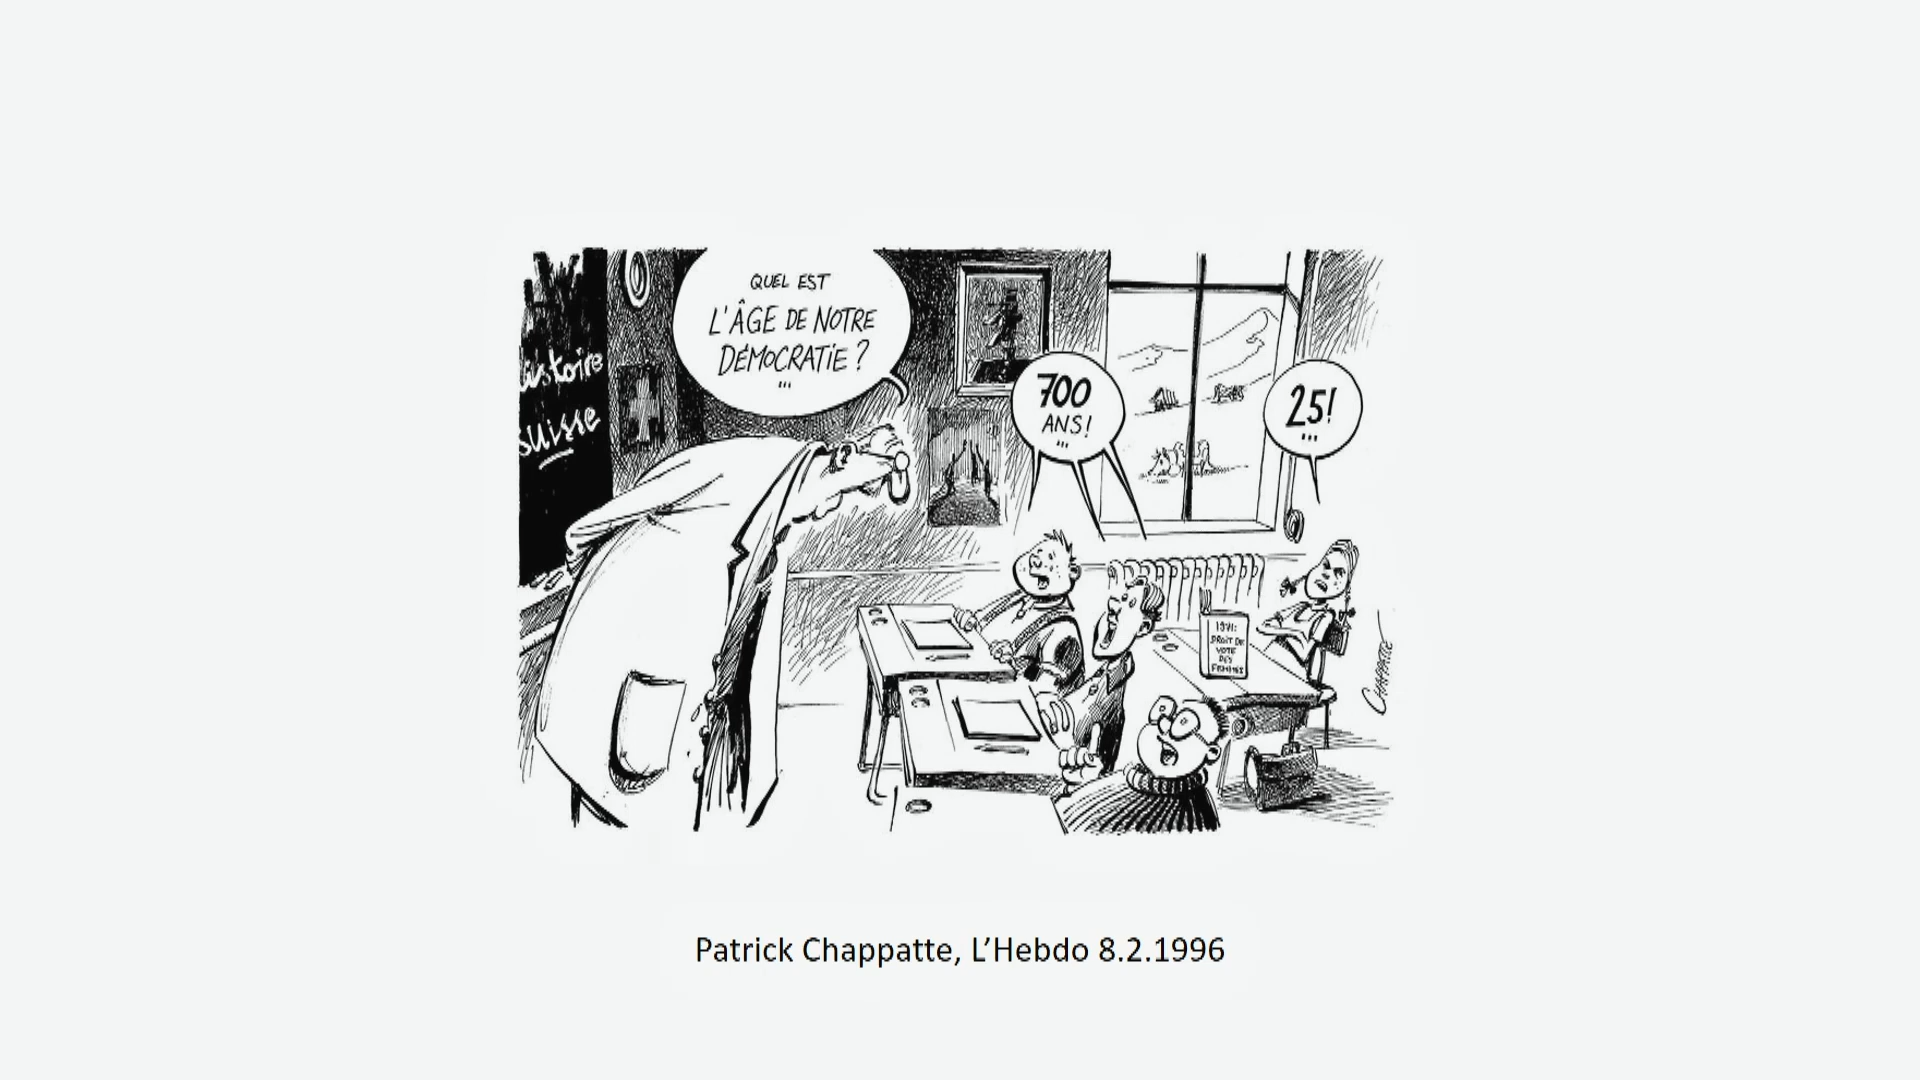 Histoire
suisse
QUEL EST
L'ÂGE DE NOTRE
DÉMOCRATIE ?
...
700
ANS!
...
25!
...
1971:
DROIT DE
VOTE
DES
FEMMES
CHAPPATTE
Patrick Chappatte, L’Hebdo 8.2.1996